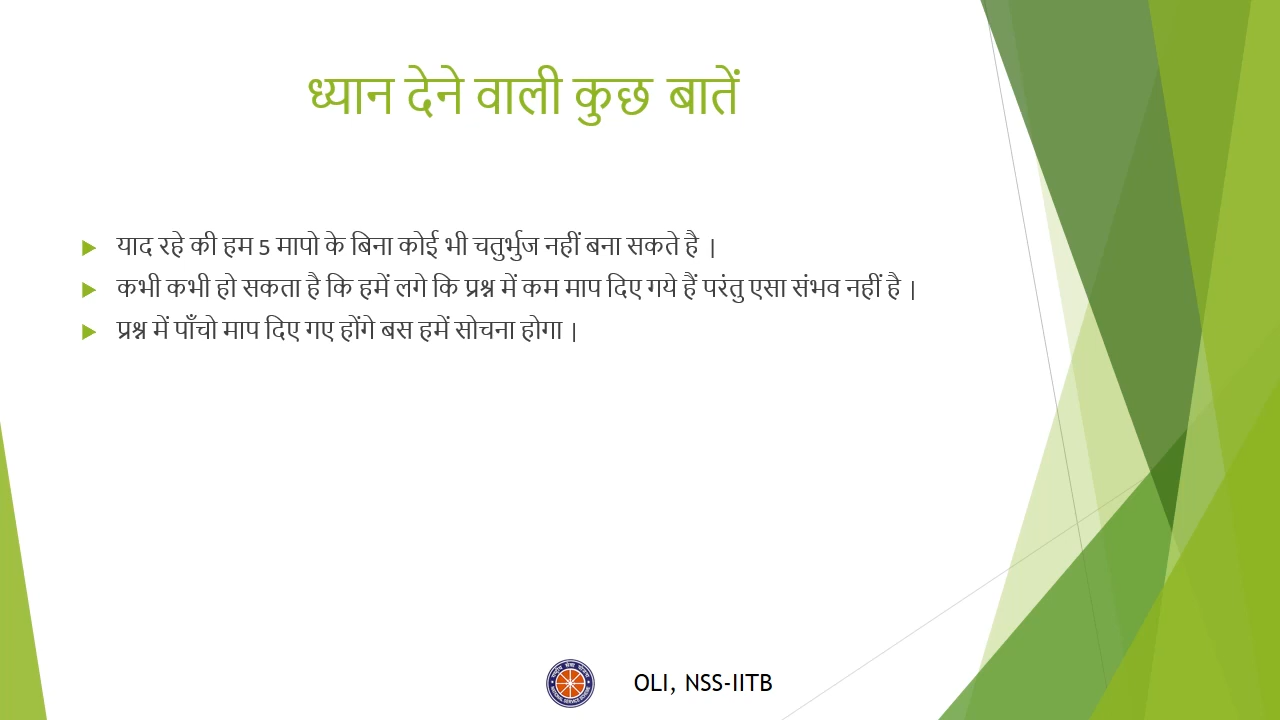 ध्यान देने वाली कुछ बातें
याद रहे की हम 5 मापो के बिना कोई भी चतुर्भुज नहीं बना सकते है |
कभी कभी हो सकता है कि हमें लगे कि प्रश्न में कम माप दिए गये हैं परंतु एसा संभव नहीं है |
प्रश्न में पाँचो माप दिए गए होंगे बस हमें सोचना होगा |
OLI, NSS-IITB